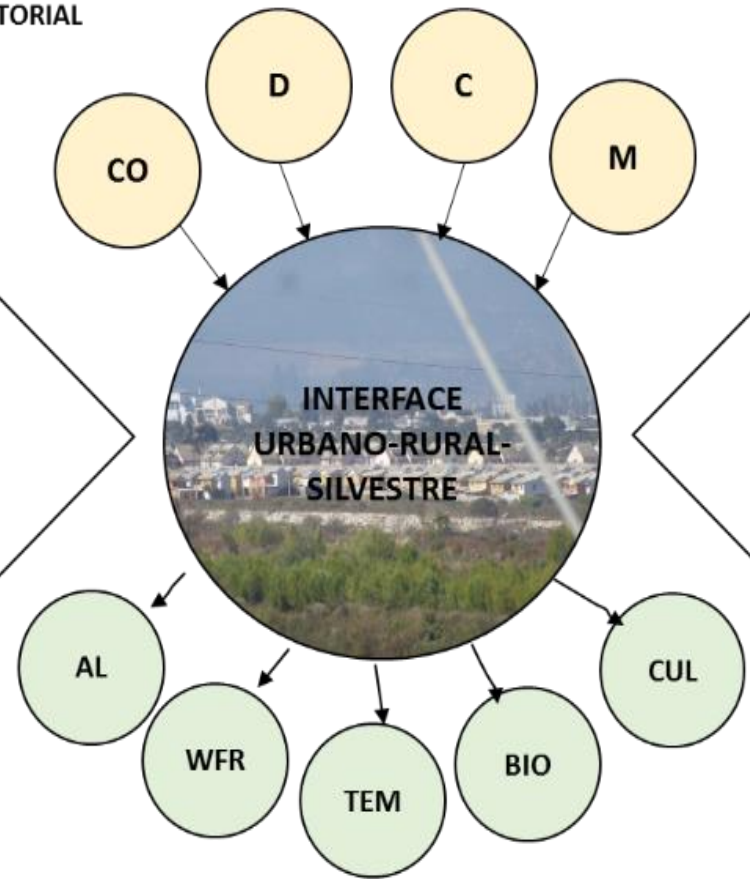 TORIAL
D
C
CO
M
INTERFACE
URBANO-RURAL-
SILVESTRE
AL
CUL
WFR
BIO
TEM